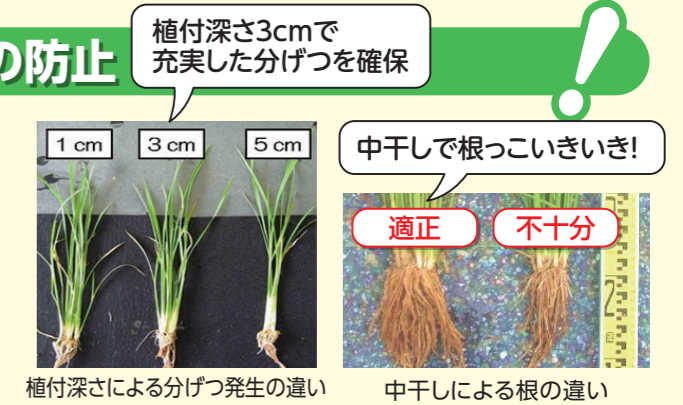 の防止
植付深さ3cmで
充実した分げつを確保
1 cm
3 cm
5 cm
中干しで根っこいきいき!
適正
不十分
植付深さによる分げつ発生の違い
中干しによる根の違い